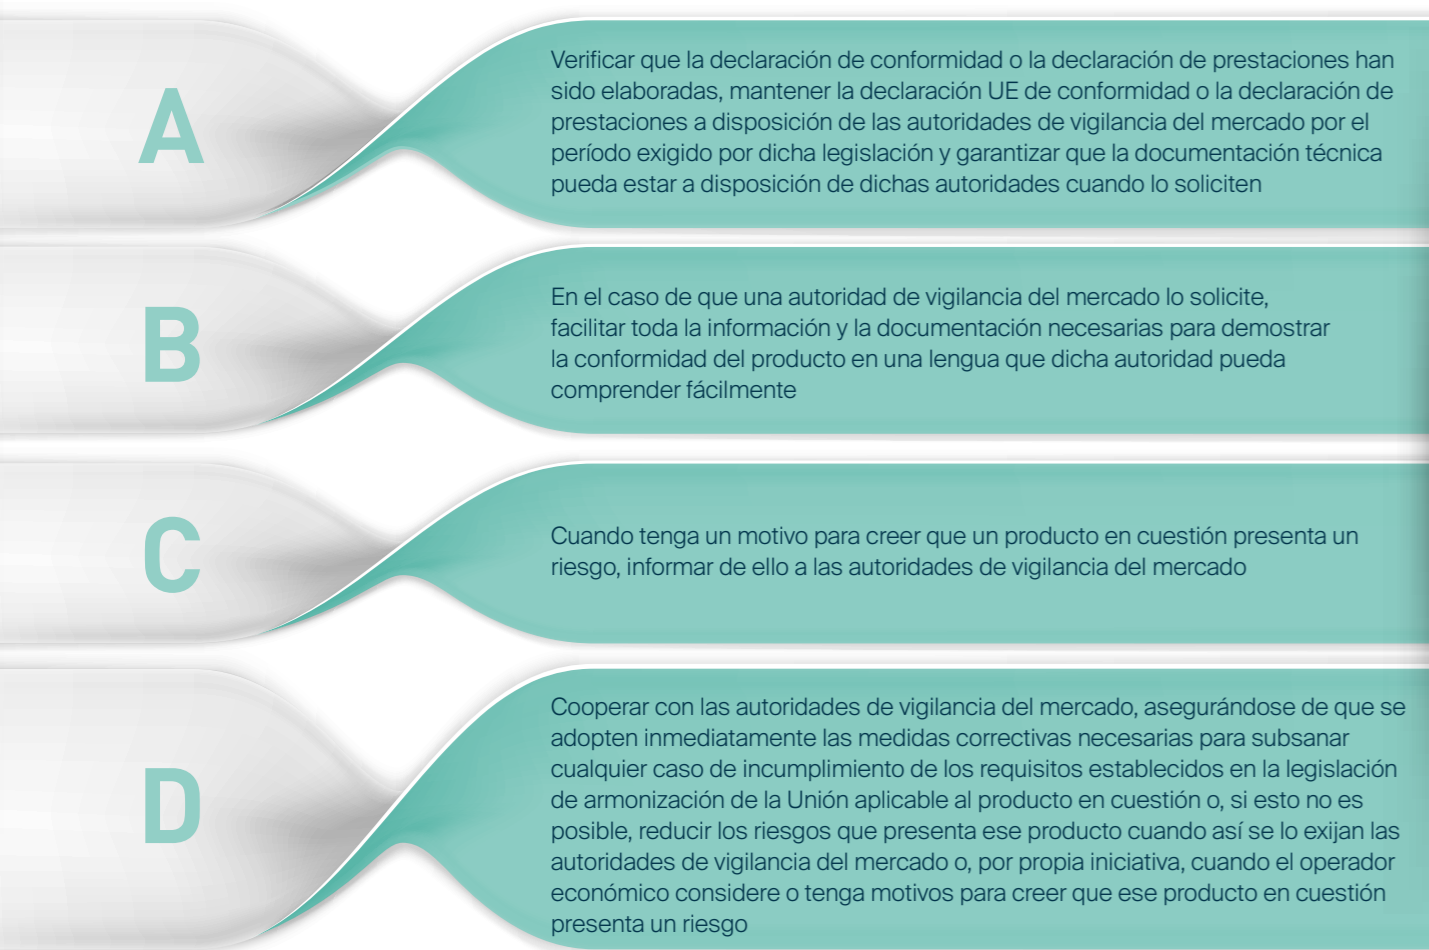 A
Verificar que la declaración de conformidad o la declaración de prestaciones han
sido elaboradas, mantener la declaración UE de conformidad o la declaración de
prestaciones a disposición de las autoridades de vigilancia del mercado por el
período exigido por dicha legislación y garantizar que la documentación técnica
pueda estar a disposición de dichas autoridades cuando lo soliciten
B
En el caso de que una autoridad de vigilancia del mercado lo solicite,
facilitar toda la información y la documentación necesarias para demostrar
la conformidad del producto en una lengua que dicha autoridad pueda
comprender fácilmente
C
Cuando tenga un motivo para creer que un producto en cuestión presenta un
riesgo, informar de ello a las autoridades de vigilancia del mercado
D
Cooperar con las autoridades de vigilancia del mercado, asegurándose de que se
adopten inmediatamente las medidas correctivas necesarias para subsanar
cualquier caso de incumplimiento de los requisitos establecidos en la legislación
de armonización de la Unión aplicable al producto en cuestión o, si esto no es
posible, reducir los riesgos que presenta ese producto cuando así se lo exijan las
autoridades de vigilancia del mercado o, por propia iniciativa, cuando el operador
económico considere o tenga motivos para creer que ese producto en cuestión
presenta un riesgo